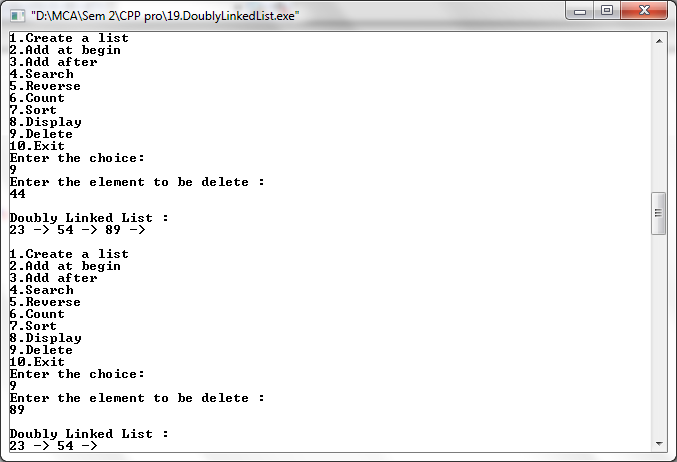 "D:\MCA\Sem 2\CPP pro\19.DoublyLinkedList.exe"
1.Create a list
2.Add at begin
3.Add after
4.Search
5.Reverse
6.Count
7.Sort
8.Display
9.Delete
10.Exit
Enter the choice:
9
Enter the element to be delete :
44
Doubly Linked List :
23 -> 54 -> 89 ->
1.Create a list
2.Add at begin
3.Add after
4.Search
5.Reverse
6.Count
7.Sort
8.Display
9.Delete
10.Exit
Enter the choice:
9
Enter the element to be delete :
89
Doubly Linked List :
23 -> 54 ->